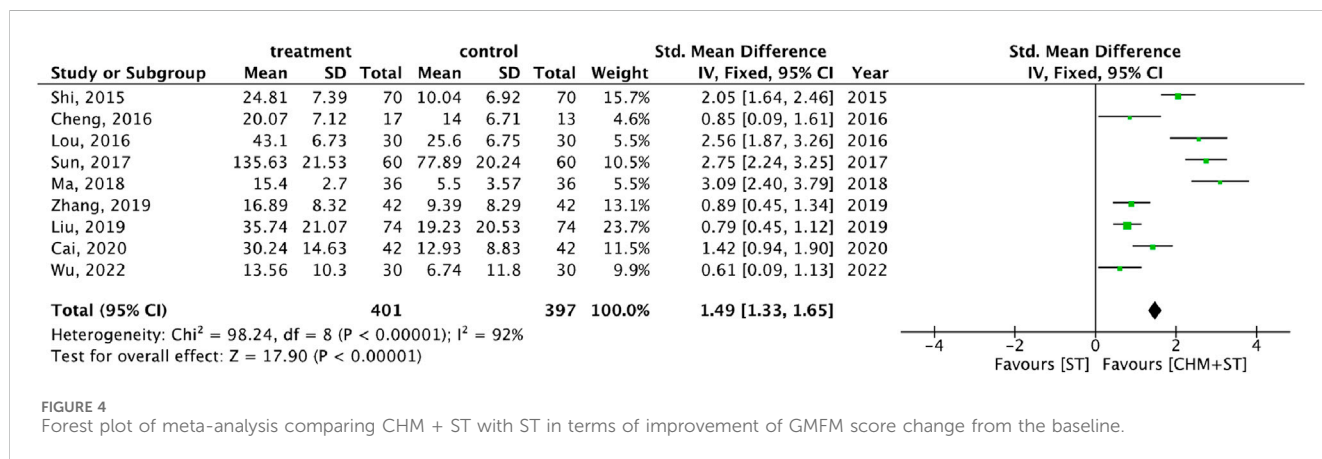 treatment control Std. Mean Difference Std. Mean Difference
Study or Subgroup Mean SD Total Mean SD Total Weight IV, Fixed, 95% CI Year IV, Fixed, 95% CI
Shi, 2015 24.81 7.39 70 10.04 6.92 70 15.7% 2.05 [1.64, 2.46] 2015
Cheng, 2016 20.07 7.12 17 14 6.71 13 4.6% 0.85 [0.09, 1.61] 2016
Lou, 2016 43.1 6.73 30 25.6 6.75 30 5.5% 2.56 [1.87, 3.26] 2016
Sun, 2017 135.63 21.53 60 77.89 20.24 60 10.5% 2.75 [2.24, 3.25] 2017
Ma, 2018 15.4 2.7 36 5.5 3.57 36 5.5% 3.09 [2.40, 3.79] 2018
Zhang, 2019 16.89 8.32 42 9.39 8.29 42 13.1% 0.89 [0.45, 1.34] 2019
Liu, 2019 35.74 21.07 74 19.23 20.53 74 23.7% 0.79 [0.45, 1.12] 2019
Cai, 2020 30.24 14.63 42 12.93 8.83 42 11.5% 1.42 [0.94, 1.90] 2020
Wu, 2022 13.56 10.3 30 6.74 11.8 30 9.9% 0.61 [0.09, 1.13] 2022
Total (95% CI) 401 397 100.0% 1.49 [1.33, 1.65]
Heterogeneity: Chi² = 98.24, df = 8 (P < 0.00001); I² = 92%
Test for overall effect: Z = 17.90 (P < 0.00001)
−4 −2 0 2 4
Favours [ST] Favours [CHM+ST]
FIGURE 4
Forest plot of meta-analysis comparing CHM + ST with ST in terms of improvement of GMFM score change from the baseline.